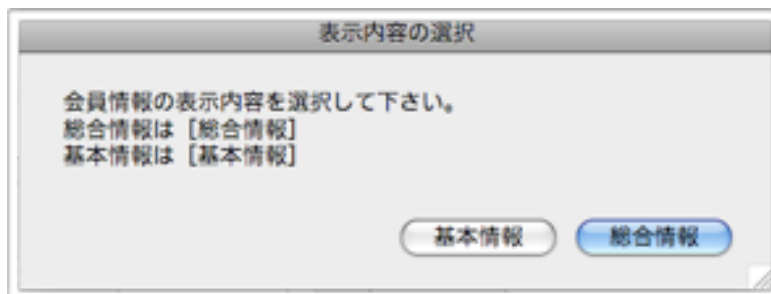 表示内容の選択
会員情報の表示内容を選択して下さい。
総合情報は［総合情報］
基本情報は［基本情報］
基本情報 総合情報